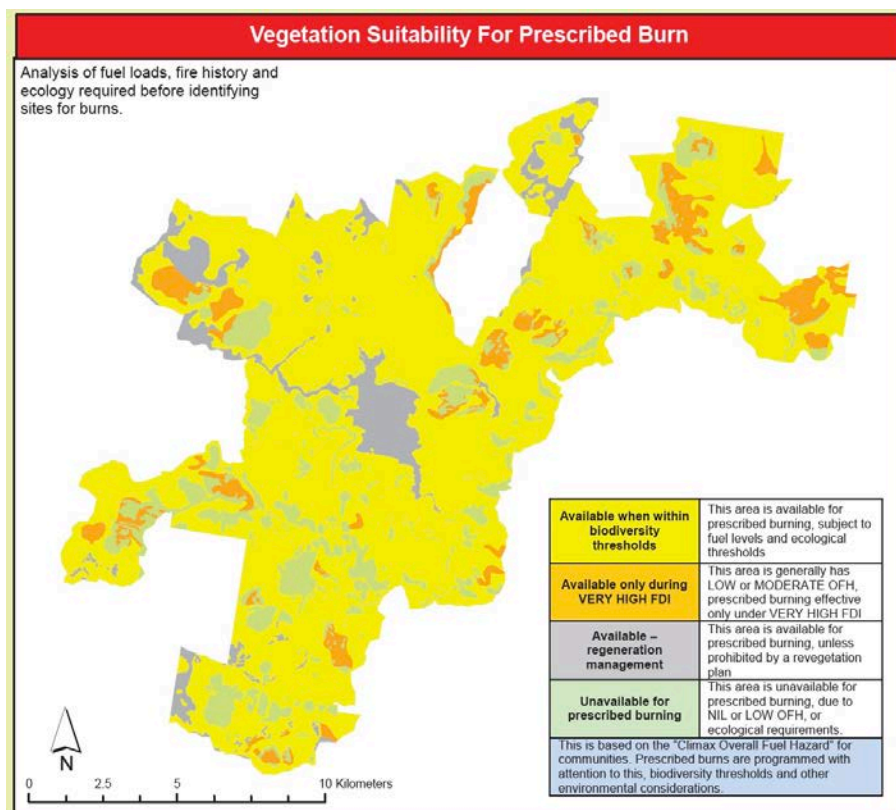 Vegetation Suitability For Prescribed Burn
Analysis of fuel loads, fire history and
ecology required before identifying
sites for burns.
Available when within
biodiversity
thresholds
This area is available for
prescribed burning, subject to
fuel levels and ecological
thresholds
Available only during
VERY HIGH FDI
This area is generally has
LOW or MODERATE OFH,
prescribed burning effective
only under VERY HIGH FDI
Available –
regeneration
management
This area is available for
prescribed burning, unless
prohibited by a revegetation
plan
Unavailable for
prescribed burning
This area is unavailable for
prescribed burning, due to
NIL or LOW OFH, or
ecological requirements.
This is based on the "Climax Overall Fuel Hazard" for
communities. Prescribed burns are programmed with
attention to this, biodiversity thresholds and other
environmental considerations.
N
0 2.5 5 10 Kilometers